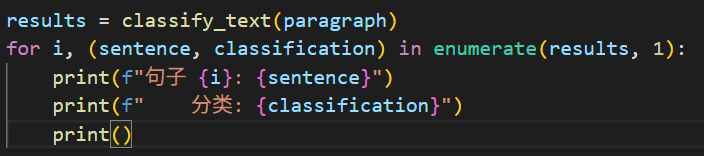 results = classify_text(paragraph)
for i, (sentence, classification) in enumerate(results, 1):
    print(f"句子 {i}: {sentence}")
    print(f"    分类: {classification}")
    print()